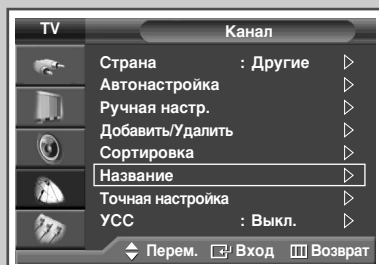 TV
Канал
Страна : Другие
Автонастройка
Ручная настр.
Добавить/Удалить
Сортировка
Название
Точная настройка
УСС : Выкл.
Перем. Вход Возврат